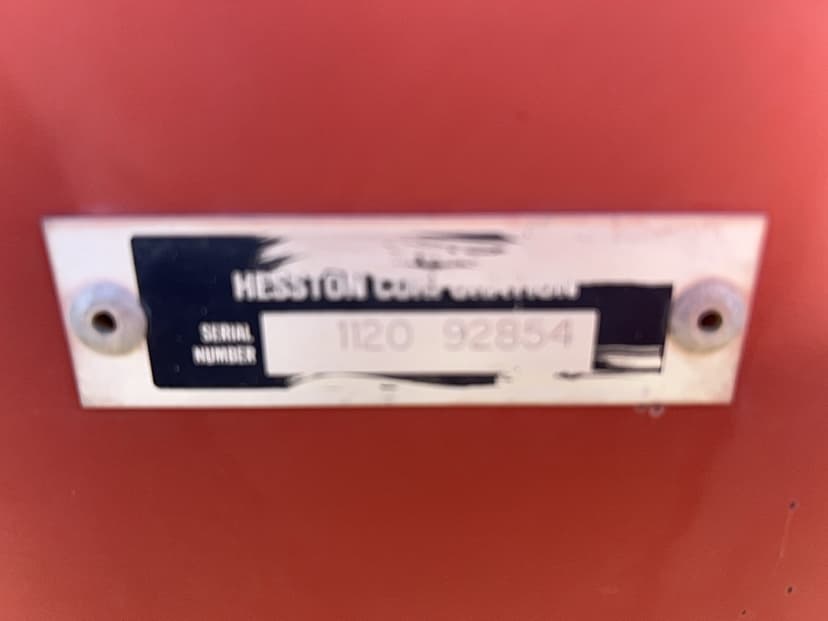 HESSTON CORPORATION
SERIAL
NUMBER
1120 92854